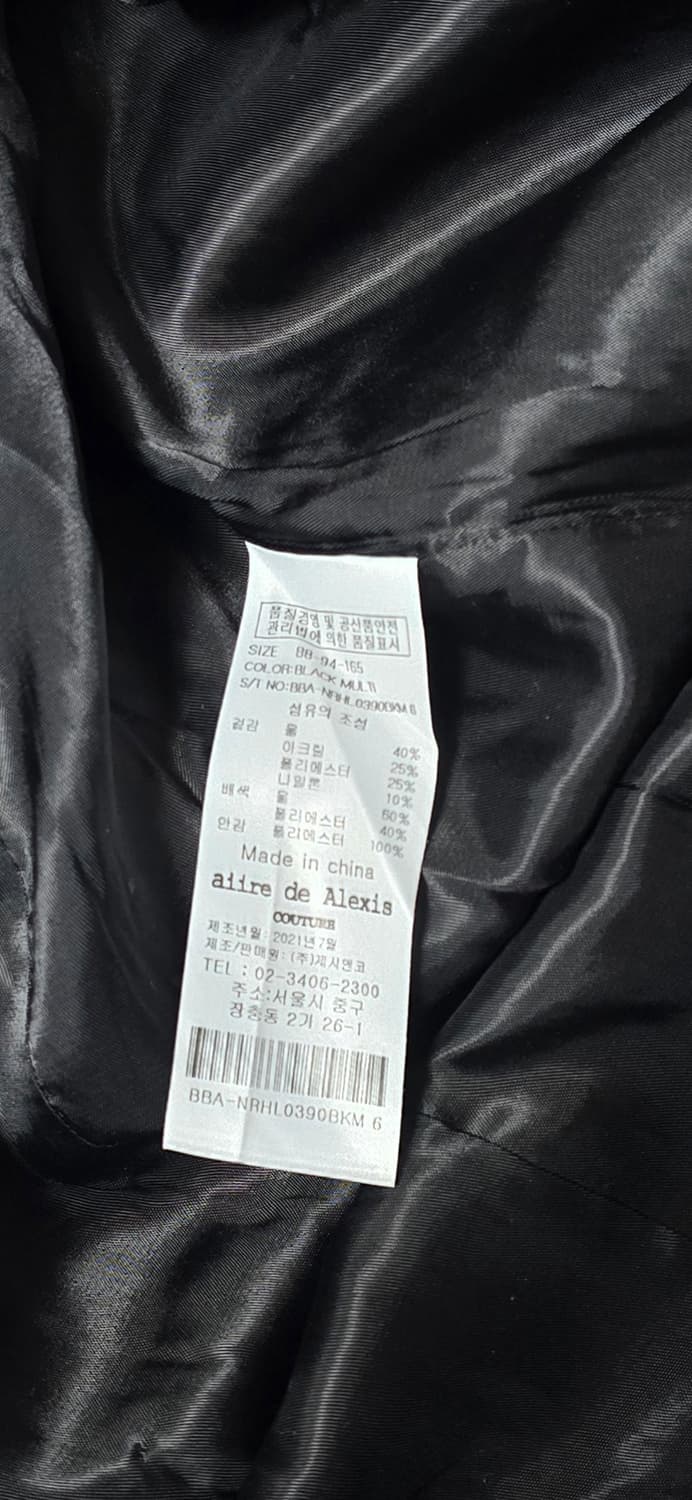 품질경영 및 공산품안전
관리법에 의한 품질표시
SIZE 88-94-165
COLOR:BLACK MULTI
S/T NO:BBA-NRHL0390BKM 6
섬유의 조성
겉감 울 40%
아크릴 25%
폴리에스터 25%
나일론 10%
배색 울 60%
폴리에스터 40%
안감 폴리에스터 100%
Made in china
aiire de Alexis
COUTURE
제조년월: 2021년 7월
제조/판매원: (주)제시앤코
TEL : 02-3406-2300
주소:서울시 중구
장충동 2가 26-1
BBA-NRHL0390BKM 6